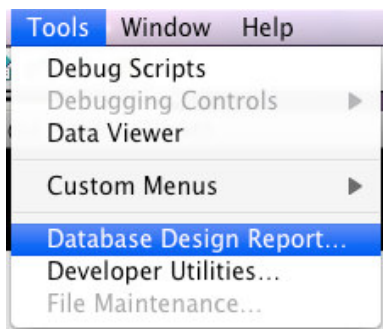 Tools Window Help
Debug Scripts
Debugging Controls
Data Viewer
Custom Menus
Database Design Report...
Developer Utilities...
File Maintenance...